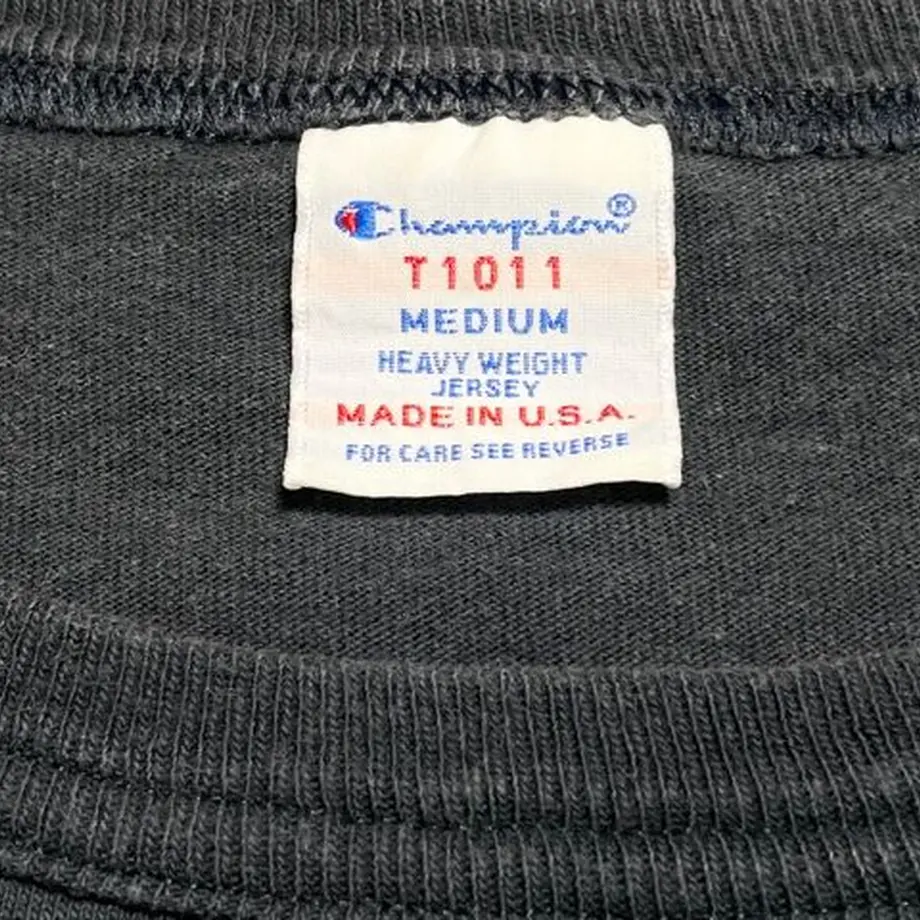 Champion®
T1011
MEDIUM
HEAVY WEIGHT
JERSEY
MADE IN U.S.A.
FOR CARE SEE REVERSE